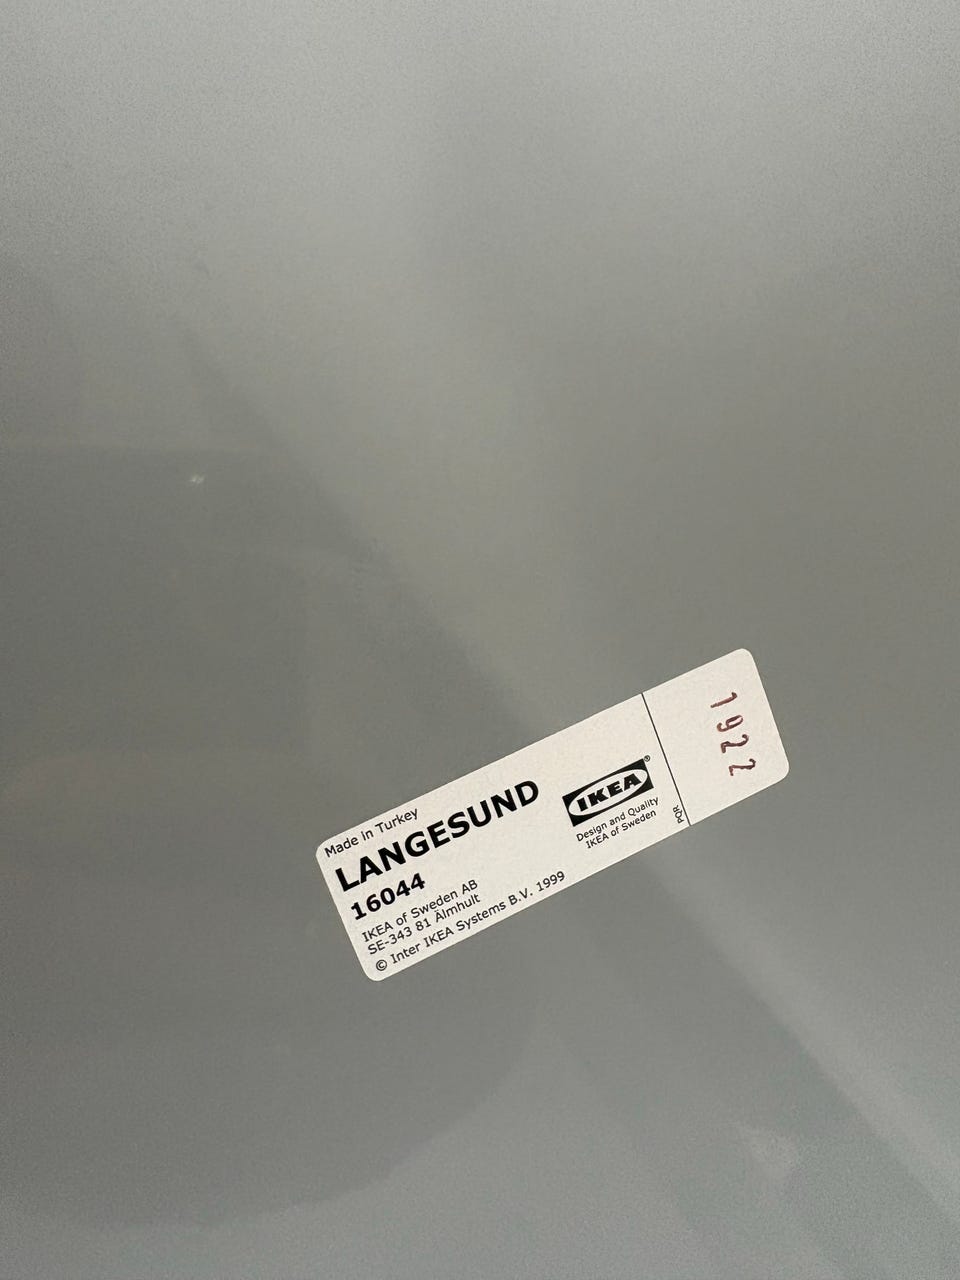 Made in Turkey
LANGESUND
16044
IKEA of Sweden AB
SE-343 81 Älmhult
© Inter IKEA Systems B.V. 1999
IKEA®
Design and Quality
IKEA of Sweden
PQR
1922